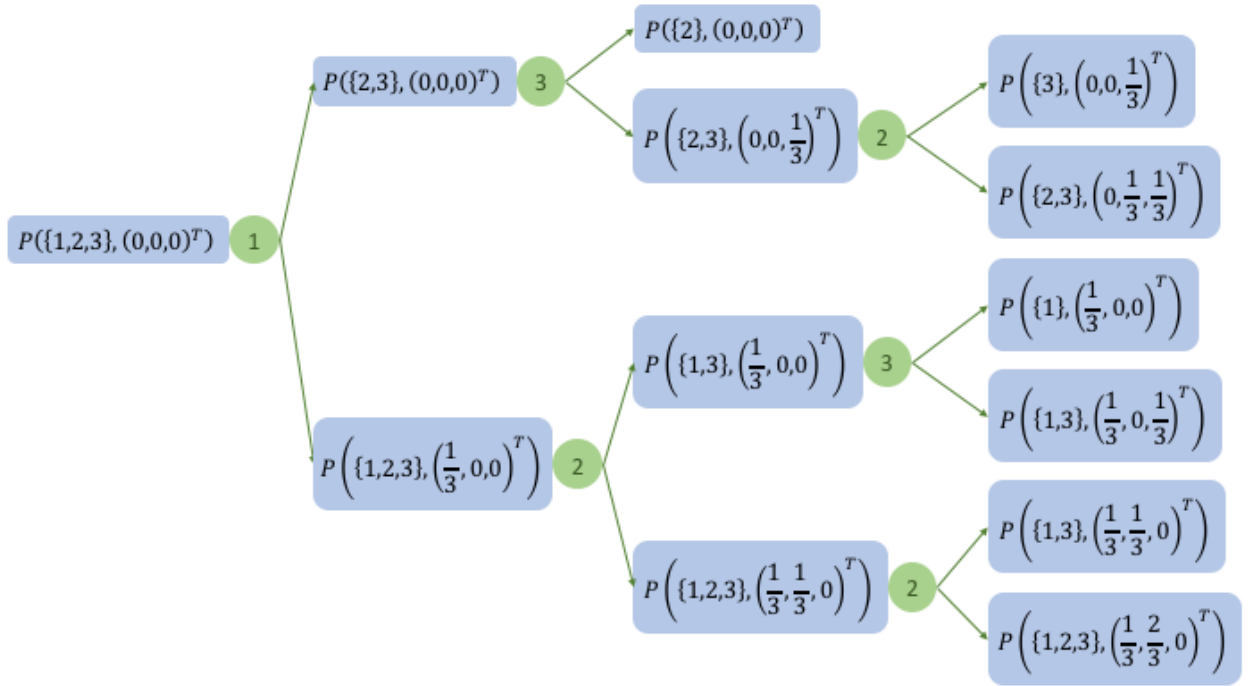 P({1,2,3}, (0,0,0)^T)
1
P({2,3}, (0,0,0)^T)
3
P({2}, (0,0,0)^T)
P({2,3}, (0,0,1/3)^T)
2
P({3}, (0,0,1/3)^T)
P({2,3}, (0,1/3,1/3)^T)
P({1,2,3}, (1/3,0,0)^T)
2
P({1,3}, (1/3,0,0)^T)
3
P({1}, (1/3,0,0)^T)
P({1,3}, (1/3,0,1/3)^T)
P({1,2,3}, (1/3,1/3,0)^T)
2
P({1,3}, (1/3,1/3,0)^T)
P({1,2,3}, (1/3,2/3,0)^T)